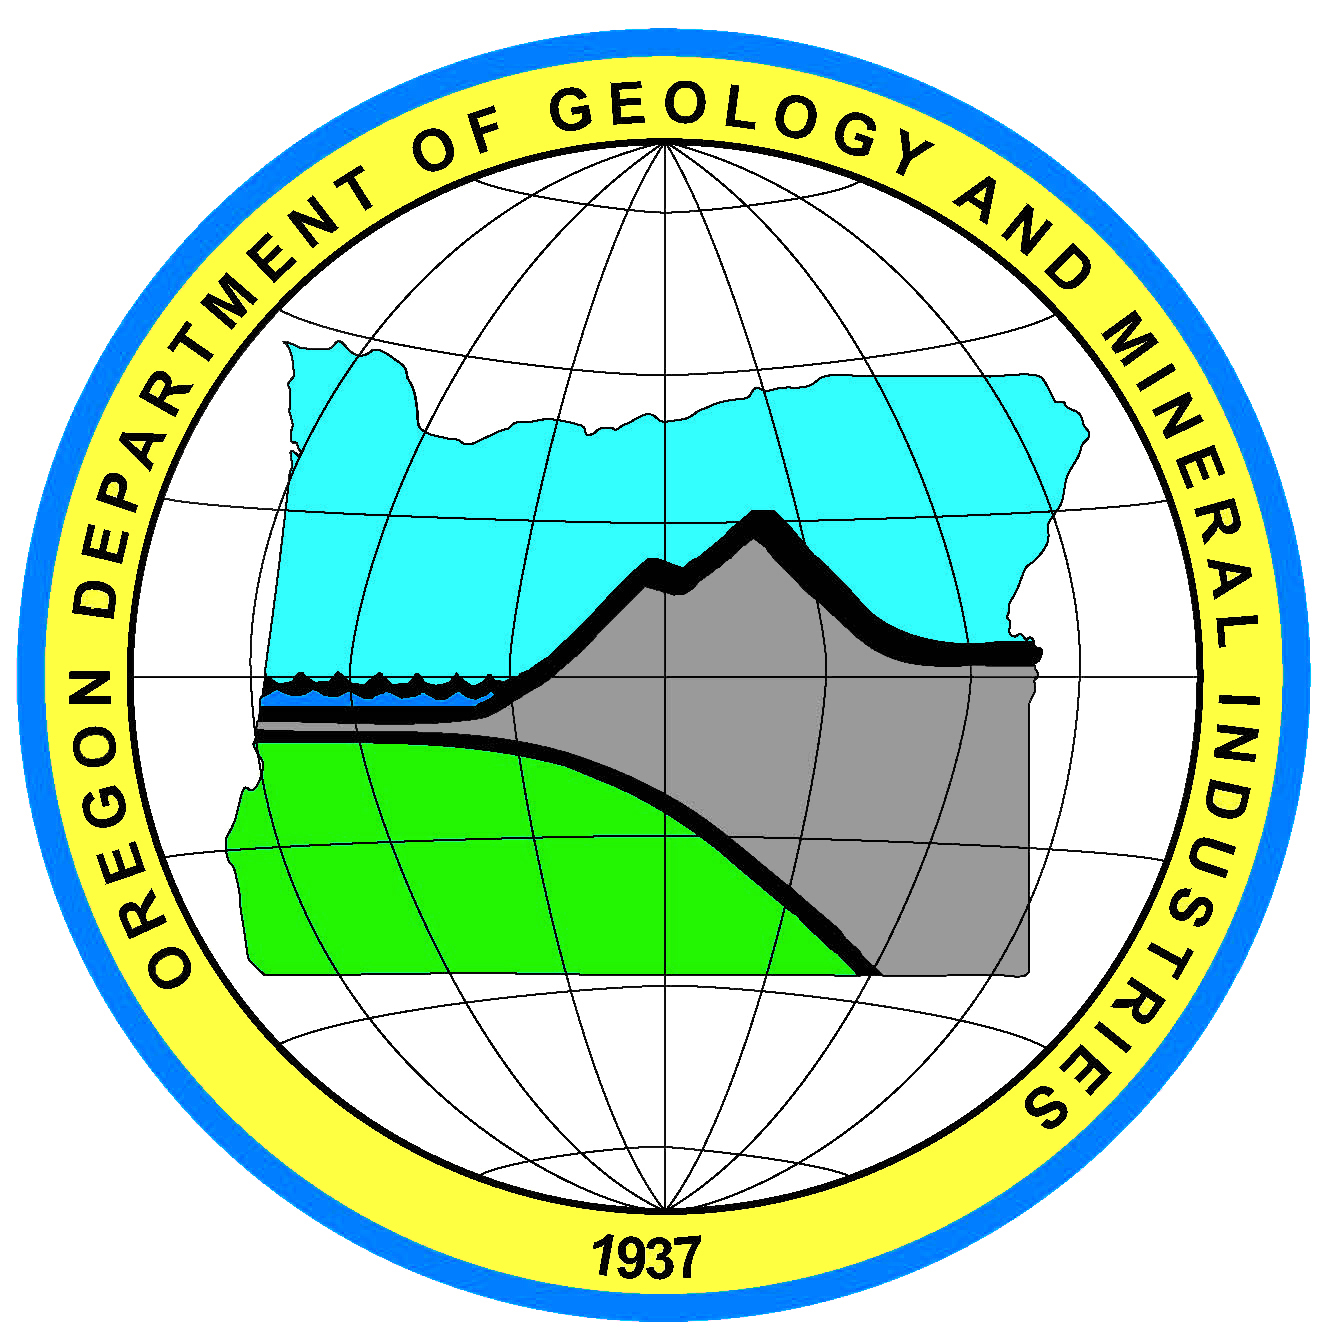 OREGON DEPARTMENT OF GEOLOGY AND MINERAL INDUSTRIES
1937